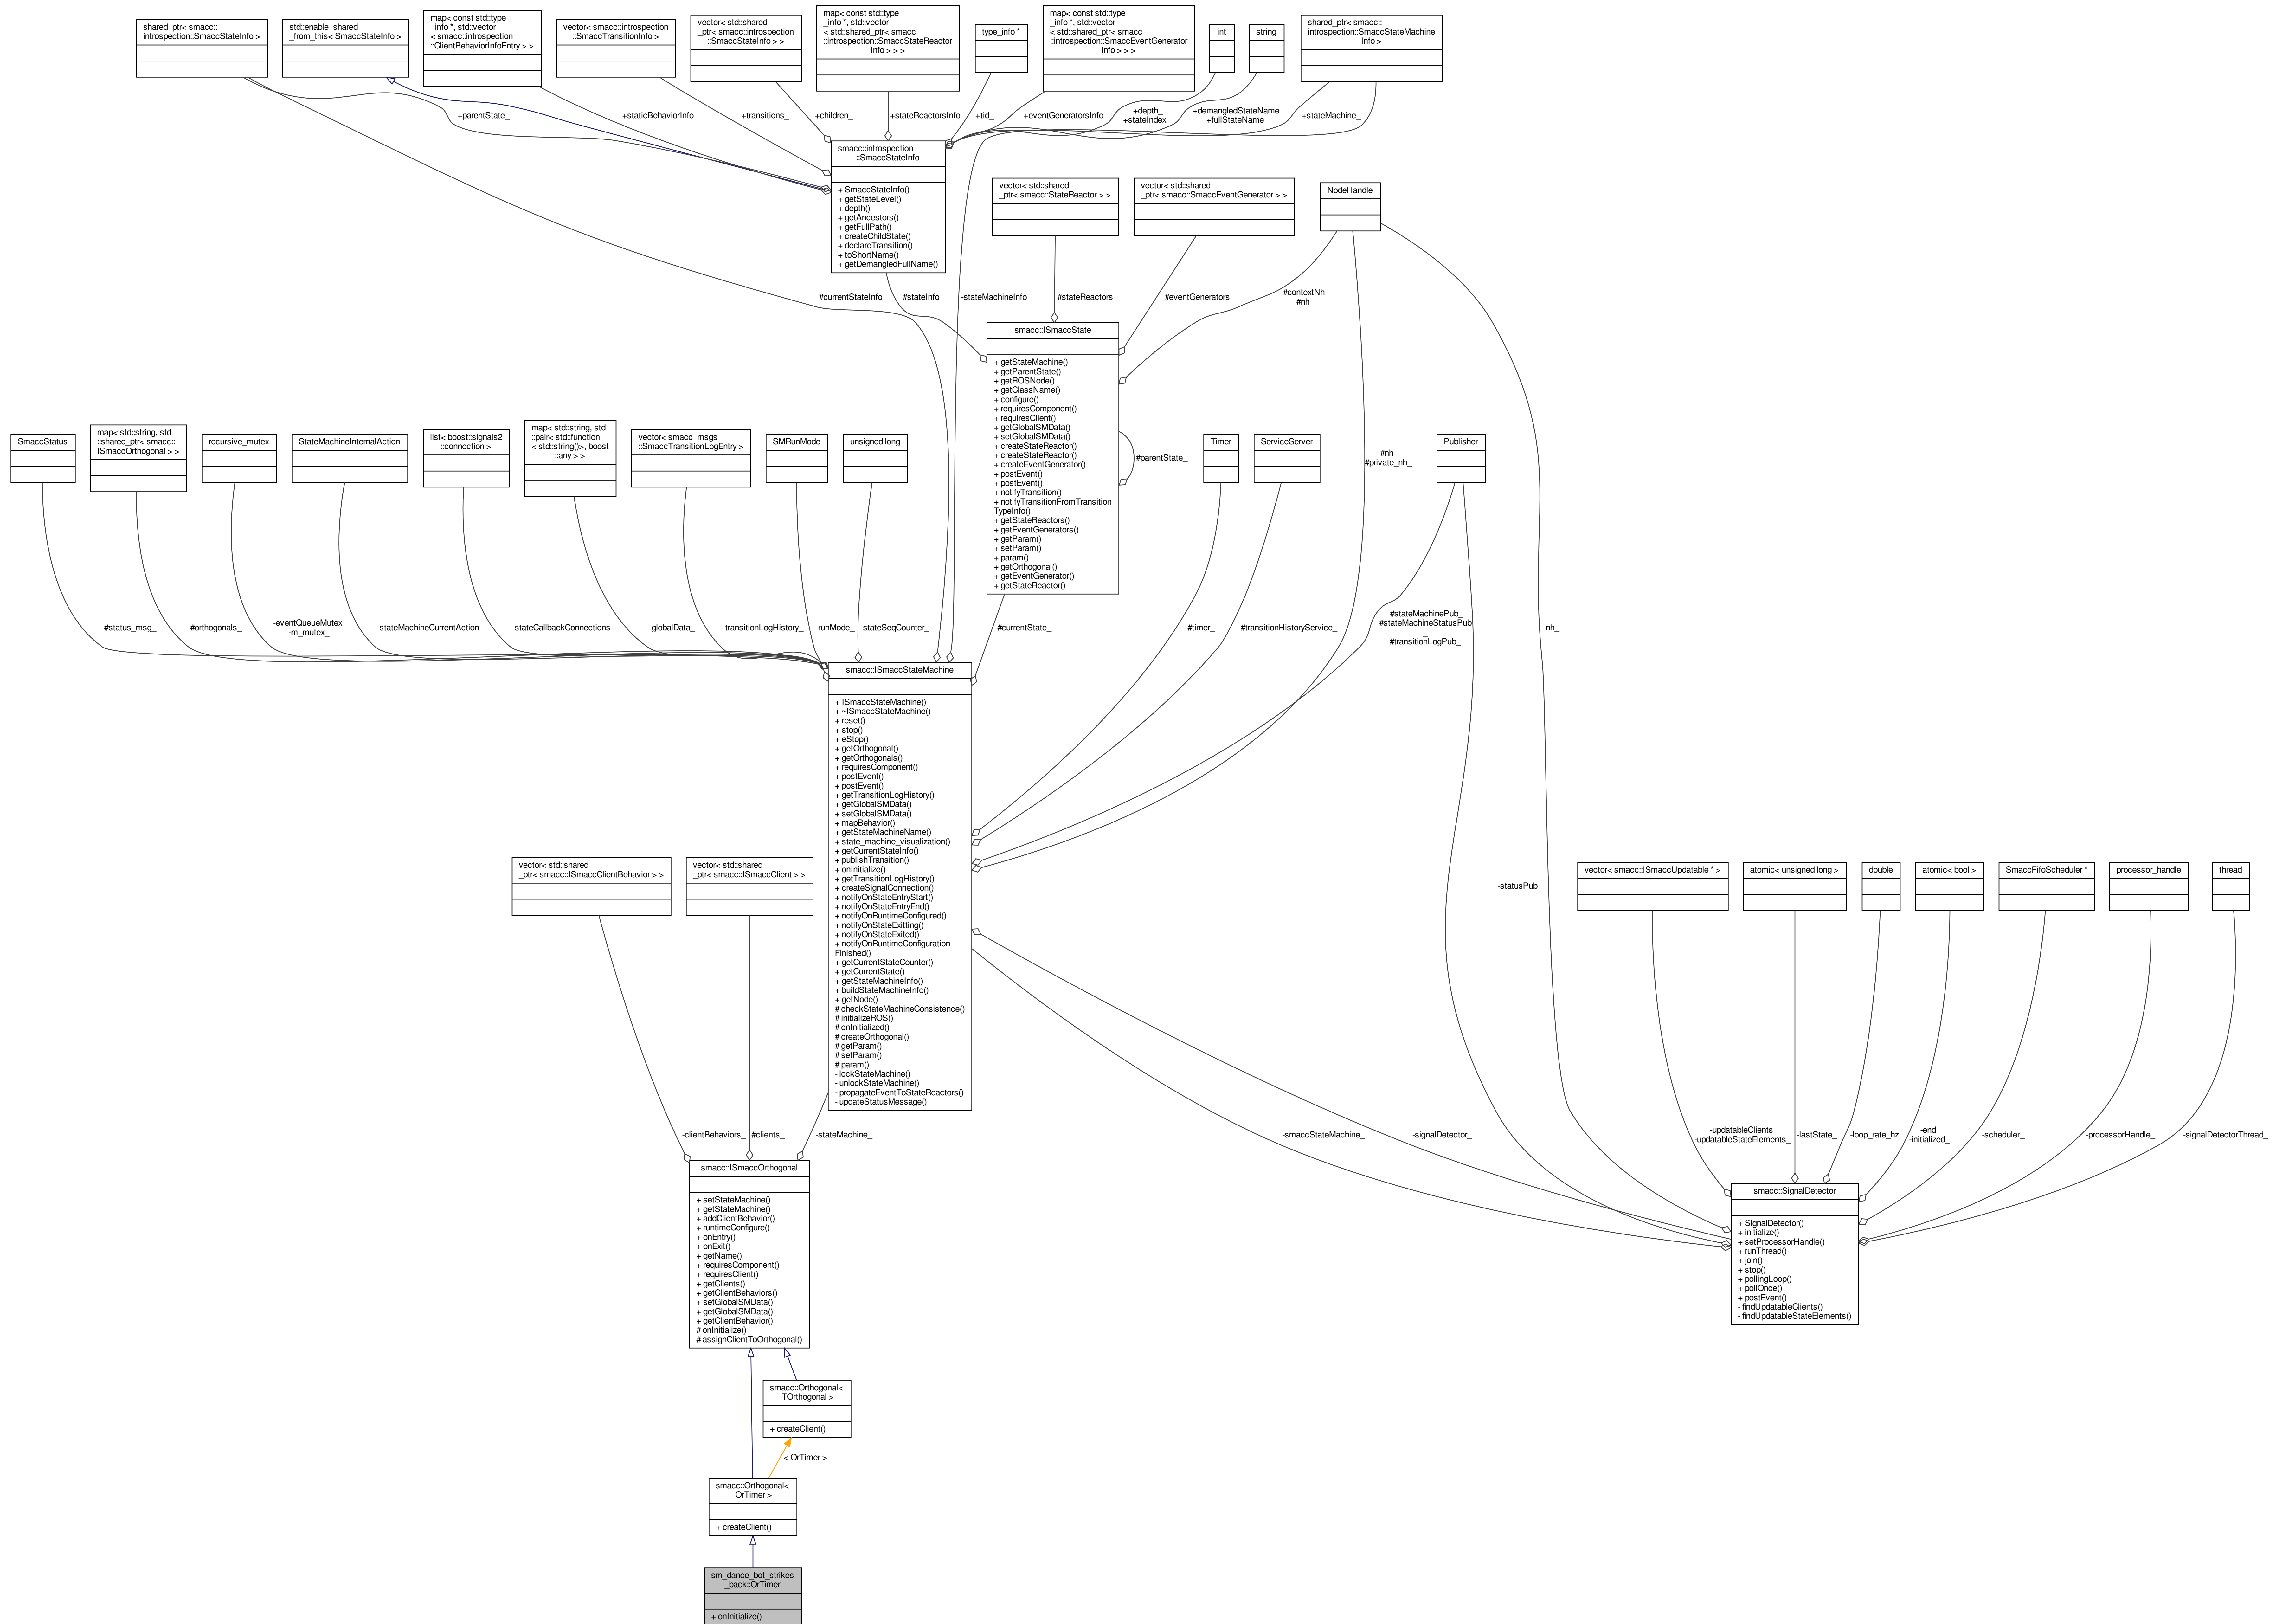 shared_ptr< smacc::
introspection::SmaccStateInfo >
std::enable_shared
_from_this< SmaccStateInfo >
map< const std::type
_info *, std::vector
< smacc::introspection
::ClientBehaviorInfoEntry > >
vector< smacc::introspection
::SmaccTransitionInfo >
vector< std::shared
_ptr< smacc::introspection
::SmaccStateInfo > >
map< const std::type
_info *, std::vector
< std::shared_ptr< smacc
::introspection::SmaccStateReactor
Info > > >
type_info *
map< const std::type
_info *, std::vector
< std::shared_ptr< smacc
::introspection::SmaccEventGenerator
Info > > >
int
string
shared_ptr< smacc::
introspection::SmaccStateMachine
Info >
+parentState_
+staticBehaviorInfo
+transitions_
+children_
+stateReactorsInfo
+tid_
+eventGeneratorsInfo
+depth_
+stateIndex_
+demangledStateName
+fullStateName
+stateMachine_
smacc::introspection
::SmaccStateInfo
+ SmaccStateInfo()
+ getStateLevel()
+ depth()
+ getAncestors()
+ getFullPath()
+ createChildState()
+ declareTransition()
+ toShortName()
+ getDemangledFullName()
vector< std::shared
_ptr< smacc::StateReactor > >
vector< std::shared
_ptr< smacc::SmaccEventGenerator > >
NodeHandle
#currentStateInfo_
#stateInfo_
-stateMachineInfo_
#stateReactors_
#eventGenerators_
#contextNh
#nh
smacc::ISmaccState
+ getStateMachine()
+ getParentState()
+ getROSNode()
+ getClassName()
+ configure()
+ requiresComponent()
+ requiresClient()
+ getGlobalSMData()
+ setGlobalSMData()
+ createStateReactor()
+ createStateReactor()
+ createEventGenerator()
+ postEvent()
+ postEvent()
+ notifyTransition()
+ notifyTransitionFromTransition
TypeInfo()
+ getStateReactors()
+ getEventGenerators()
+ getParam()
+ setParam()
+ param()
+ getOrthogonal()
+ getEventGenerator()
+ getStateReactor()
#parentState_
SmaccStatus
map< std::string, std
::shared_ptr< smacc::
ISmaccOrthogonal > >
recursive_mutex
StateMachineInternalAction
list< boost::signals2
::connection >
map< std::string, std
::pair< std::function
< std::string()>, boost
::any > >
vector< smacc_msgs
::SmaccTransitionLogEntry >
SMRunMode
unsigned long
Timer
ServiceServer
#nh_
#private_nh_
Publisher
#status_msg_
#orthogonals_
-eventQueueMutex_
-m_mutex_
-stateMachineCurrentAction
-stateCallbackConnections
-globalData_
-transitionLogHistory_
-runMode_
-stateSeqCounter_
#currentState_
#timer_
#transitionHistoryService_
#stateMachinePub_
#stateMachineStatusPub
_
#transitionLogPub_
-nh_
smacc::ISmaccStateMachine
+ ISmaccStateMachine()
+ ~ISmaccStateMachine()
+ reset()
+ stop()
+ eStop()
+ getOrthogonal()
+ getOrthogonals()
+ requiresComponent()
+ postEvent()
+ postEvent()
+ getTransitionLogHistory()
+ getGlobalSMData()
+ setGlobalSMData()
+ mapBehavior()
+ getStateMachineName()
+ state_machine_visualization()
+ getCurrentStateInfo()
+ publishTransition()
+ onInitialize()
+ getTransitionLogHistory()
+ createSignalConnection()
+ notifyOnStateEntryStart()
+ notifyOnStateEntryEnd()
+ notifyOnRuntimeConfigured()
+ notifyOnStateExitting()
+ notifyOnStateExited()
+ notifyOnRuntimeConfiguration
Finished()
+ getCurrentStateCounter()
+ getCurrentState()
+ getStateMachineInfo()
+ buildStateMachineInfo()
+ getNode()
# checkStateMachineConsistence()
# initializeROS()
# onInitialized()
# createOrthogonal()
# getParam()
# setParam()
# param()
- lockStateMachine()
- unlockStateMachine()
- propagateEventToStateReactors()
- updateStatusMessage()
vector< std::shared
_ptr< smacc::ISmaccClientBehavior > >
vector< std::shared
_ptr< smacc::ISmaccClient > >
-statusPub_
vector< smacc::ISmaccUpdatable * >
atomic< unsigned long >
double
atomic< bool >
SmaccFifoScheduler *
processor_handle
thread
-clientBehaviors_
#clients_
-stateMachine_
-smaccStateMachine_
-signalDetector_
-updatableClients_
-updatableStateElements_
-lastState_
-loop_rate_hz
-end_
-initialized_
-scheduler_
-processorHandle_
-signalDetectorThread_
smacc::ISmaccOrthogonal
+ setStateMachine()
+ getStateMachine()
+ addClientBehavior()
+ runtimeConfigure()
+ onEntry()
+ onExit()
+ getName()
+ requiresComponent()
+ requiresClient()
+ getClients()
+ getClientBehaviors()
+ setGlobalSMData()
+ getGlobalSMData()
+ getClientBehavior()
# onInitialize()
# assignClientToOrthogonal()
smacc::SignalDetector
+ SignalDetector()
+ initialize()
+ setProcessorHandle()
+ runThread()
+ join()
+ stop()
+ pollingLoop()
+ pollOnce()
+ postEvent()
- findUpdatableClients()
- findUpdatableStateElements()
smacc::Orthogonal<
TOrthogonal >
+ createClient()
< OrTimer >
smacc::Orthogonal<
OrTimer >
+ createClient()
sm_dance_bot_strikes
_back::OrTimer
+ onInitialize()